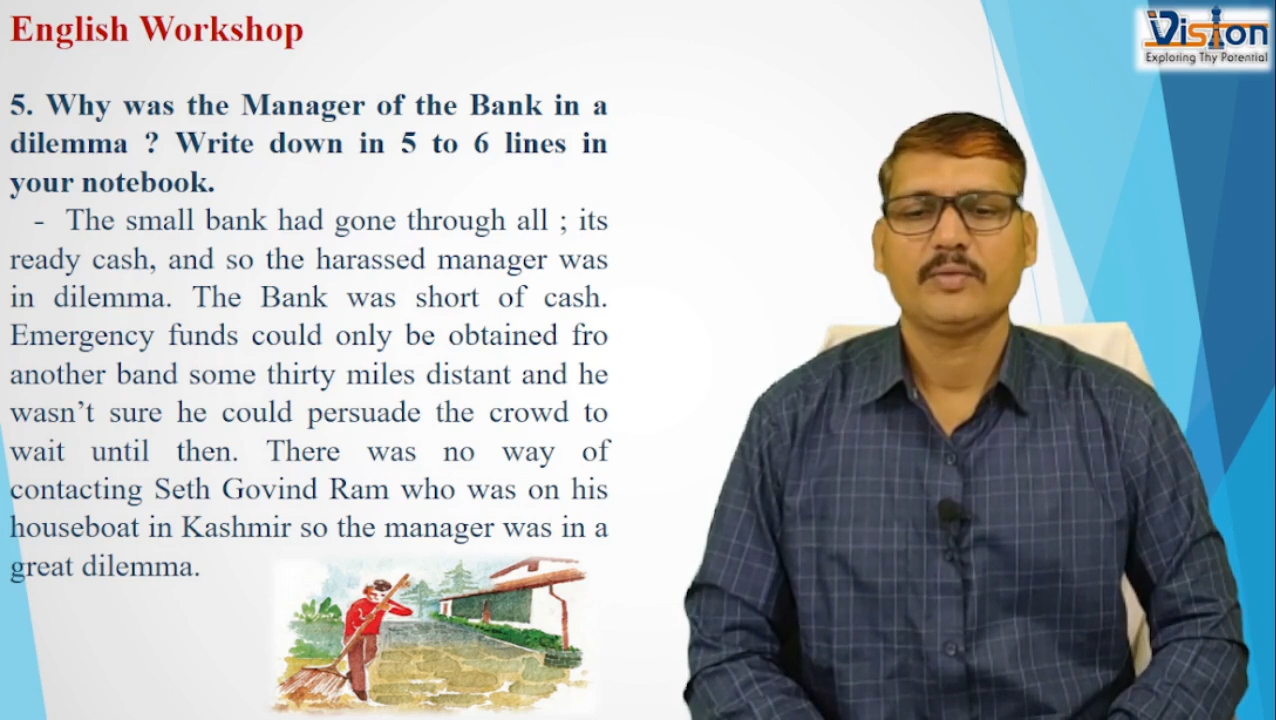 English Workshop
Vision
Exploring Thy Potential
5. Why was the Manager of the Bank in a
dilemma ? Write down in 5 to 6 lines in
your notebook.
- The small bank had gone through all ; its
ready cash, and so the harassed manager was
in dilemma. The Bank was short of cash.
Emergency funds could only be obtained fro
another band some thirty miles distant and he
wasn't sure he could persuade the crowd to
wait until then. There was no way of
contacting Seth Govind Ram who was on his
houseboat in Kashmir so the manager was in a
great dilemma.